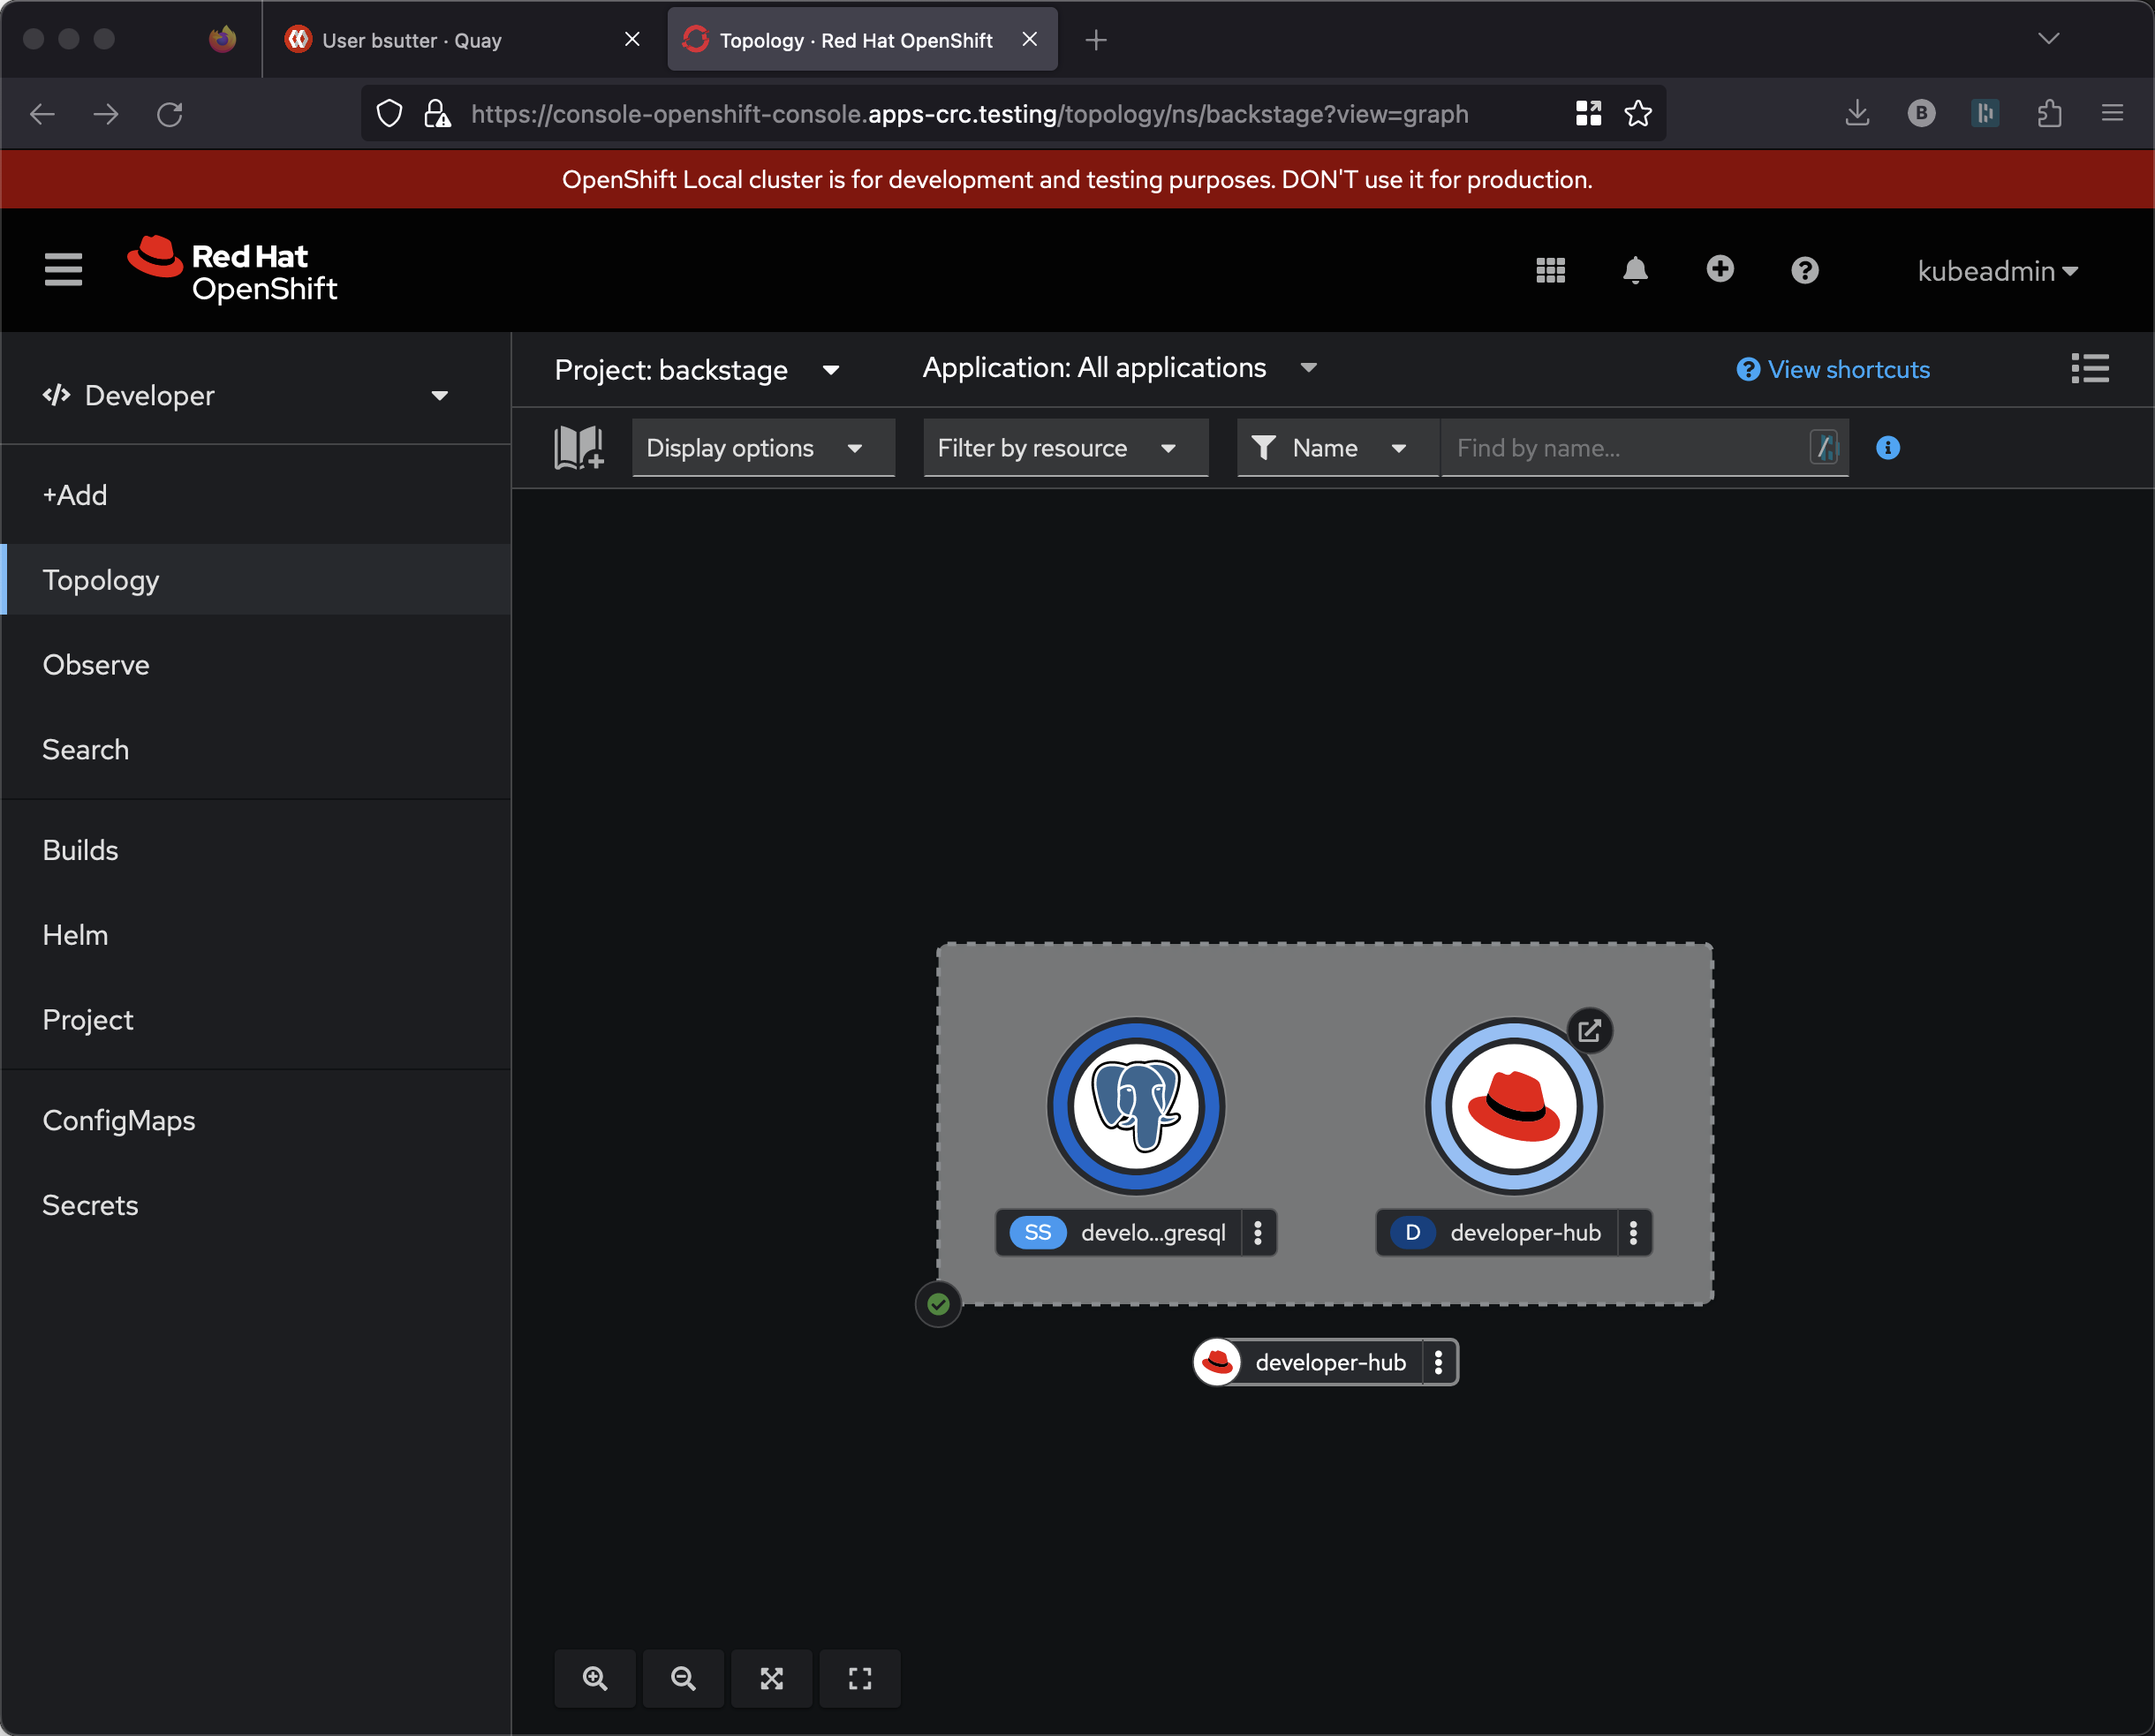 User bsutter · Quay
Topology · Red Hat OpenShift
https://console-openshift-console.apps-crc.testing/topology/ns/backstage?view=graph
B
OpenShift Local cluster is for development and testing purposes. DON'T use it for production.
Red Hat
OpenShift
kubeadmin
Developer
Project: backstage
Application: All applications
View shortcuts
Display options
Filter by resource
Name
Find by name...
/
+Add
Topology
Observe
Search
Builds
Helm
Project
ConfigMaps
Secrets
SS develo...gresql
D developer-hub
developer-hub